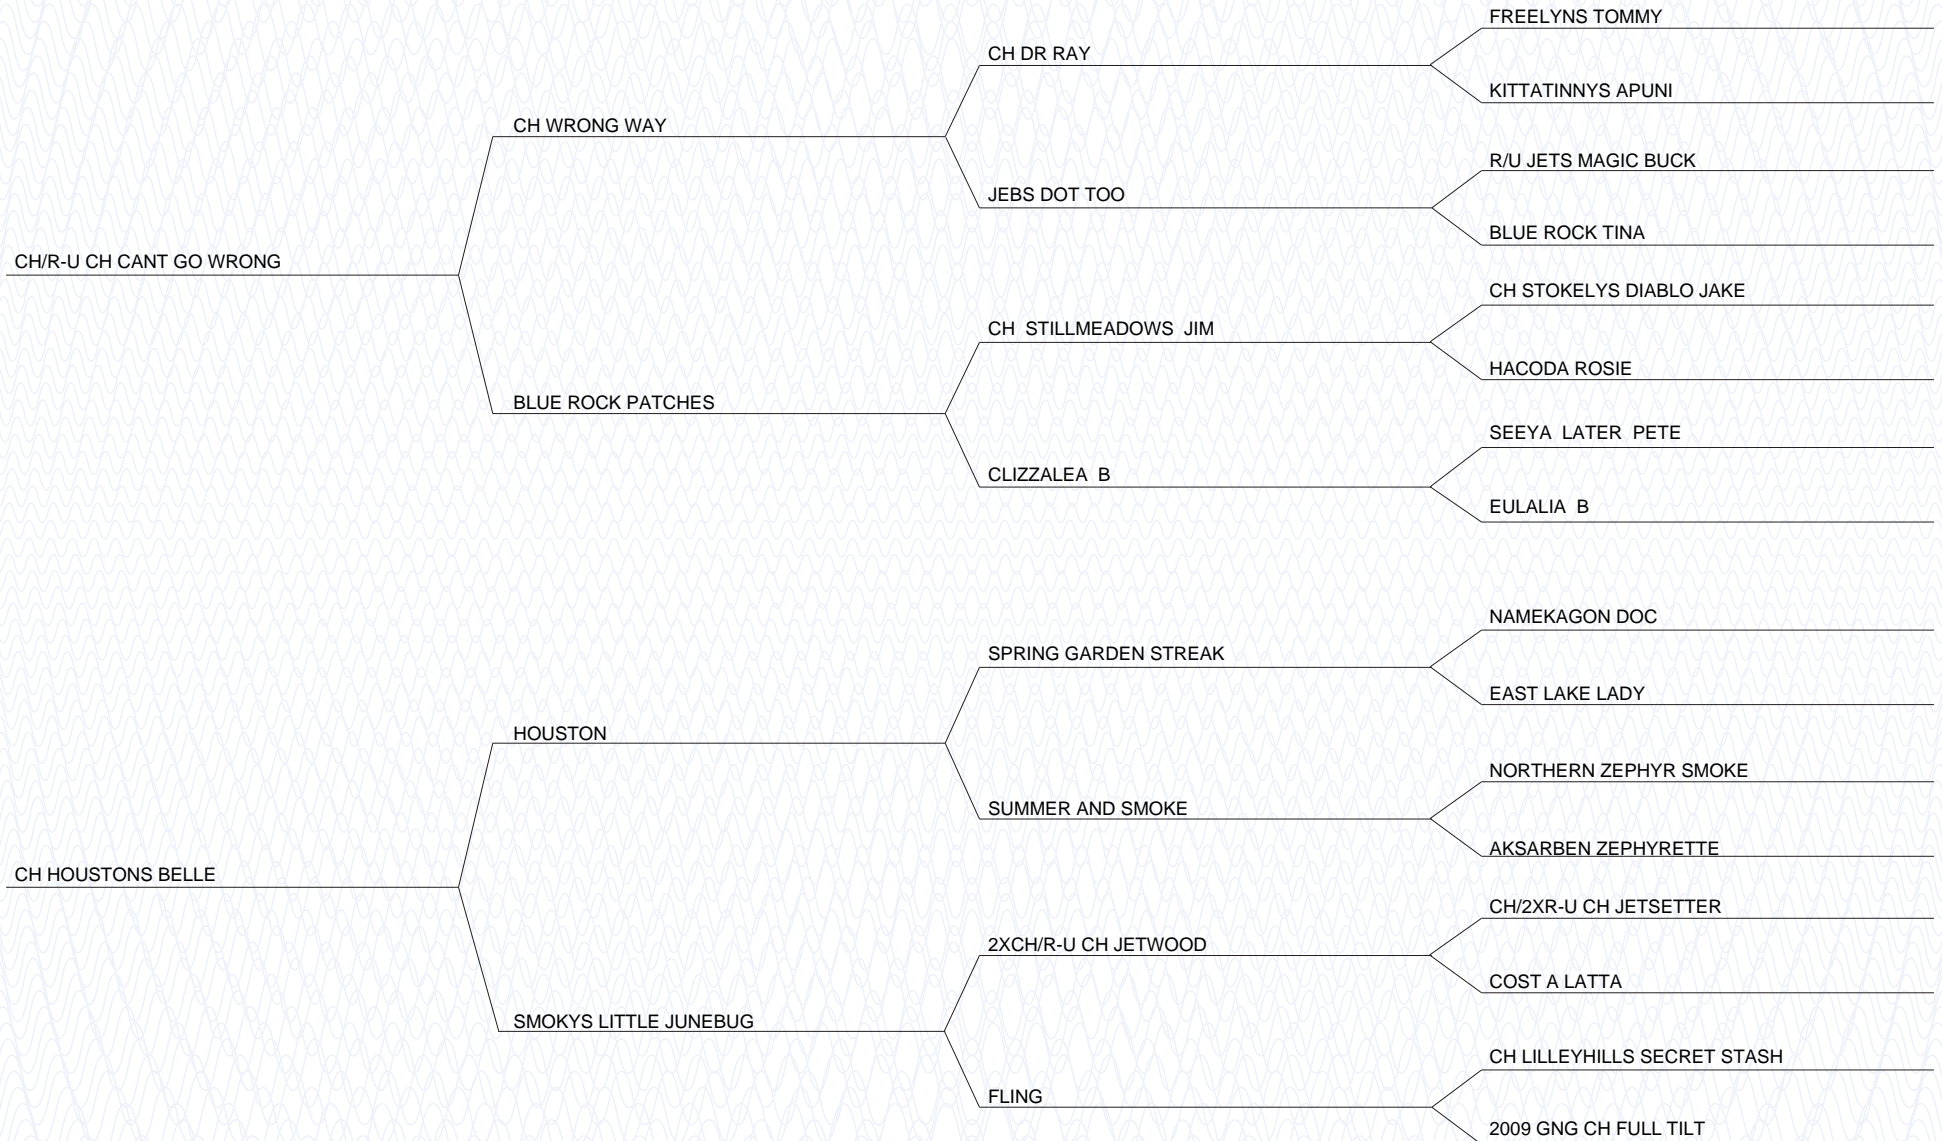 FREELYNS TOMMY
CH DR RAY
KITTATINNYS APUNI
CH WRONG WAY
R/U JETS MAGIC BUCK
JEBS DOT TOO
BLUE ROCK TINA
CH/R-U CH CANT GO WRONG
CH STOKELYS DIABLO JAKE
CH  STILLMEADOWS  JIM
HACODA ROSIE
BLUE ROCK PATCHES
SEEYA  LATER  PETE
CLIZZALEA  B
EULALIA  B
NAMEKAGON DOC
SPRING GARDEN STREAK
EAST LAKE LADY
HOUSTON
NORTHERN ZEPHYR SMOKE
SUMMER AND SMOKE
AKSARBEN ZEPHYRETTE
CH HOUSTONS BELLE
CH/2XR-U CH JETSETTER
2XCH/R-U CH JETWOOD
COST A LATTA
SMOKYS LITTLE JUNEBUG
CH LILLEYHILLS SECRET STASH
FLING
2009 GNG CH FULL TILT